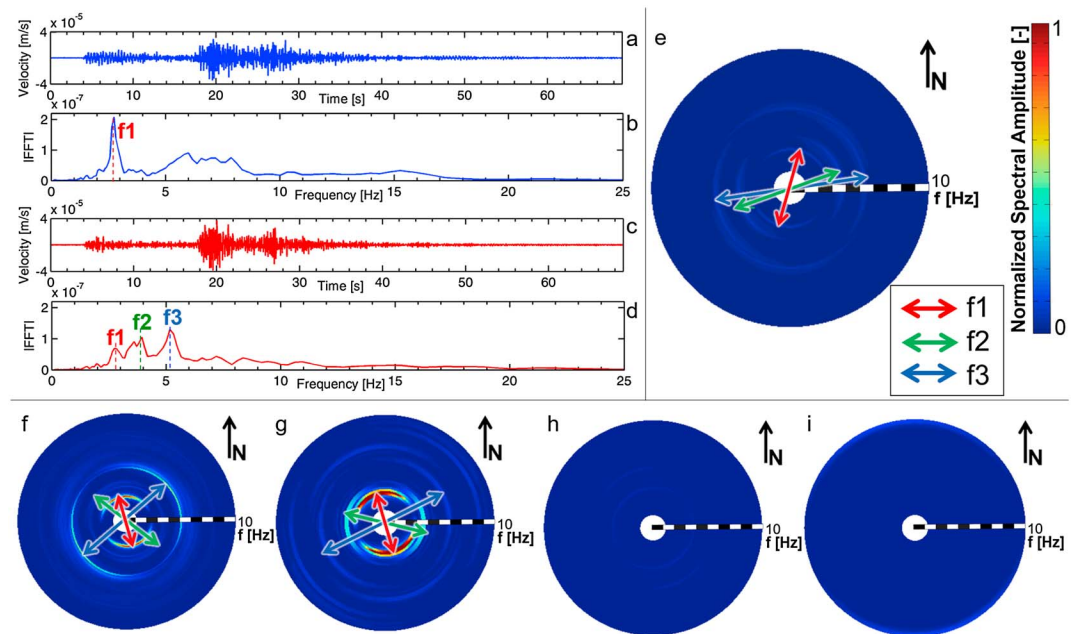 x 10⁻⁵
4
-4
Velocity [m/s]
a
0 10 20 30 40 50 60
Time [s]
x 10⁻⁷
2
1
0
|FFT|
f1
b
0 5 10 15 20 25
Frequency [Hz]
x 10⁻⁵
4
-4
Velocity [m/s]
c
0 10 20 30 40 50 60
Time [s]
x 10⁻⁷
2
1
0
|FFT|
f1 f2 f3
d
0 5 10 15 20 25
Frequency [Hz]
e
N
10
f [Hz]
Normalized Spectral Amplitude [-]
1
0
f1
f2
f3
f
N
10
f [Hz]
g
N
10
f [Hz]
h
N
10
f [Hz]
i
N
10
f [Hz]